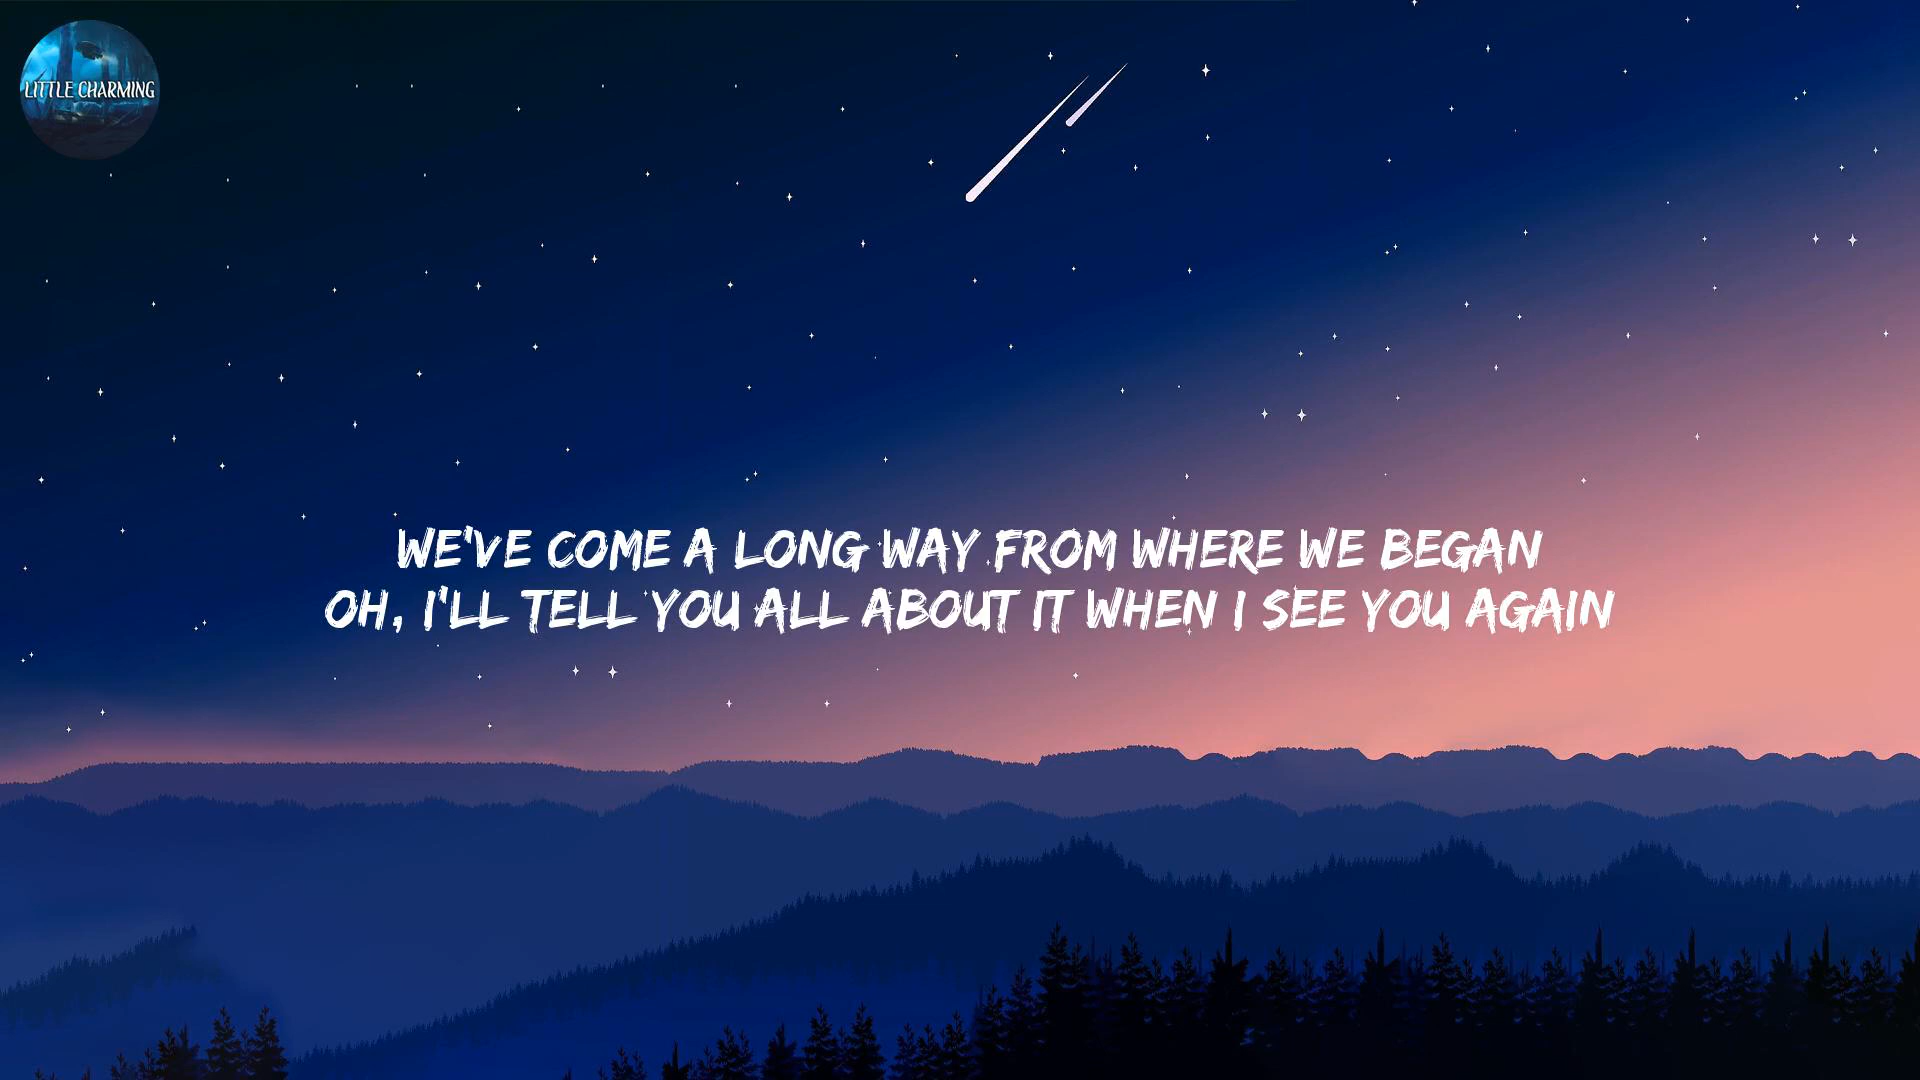 LITTLE CHARMING
WE'VE COME A LONG WAY FROM WHERE WE BEGAN
OH, I'LL TELL YOU ALL ABOUT IT WHEN I SEE YOU AGAIN